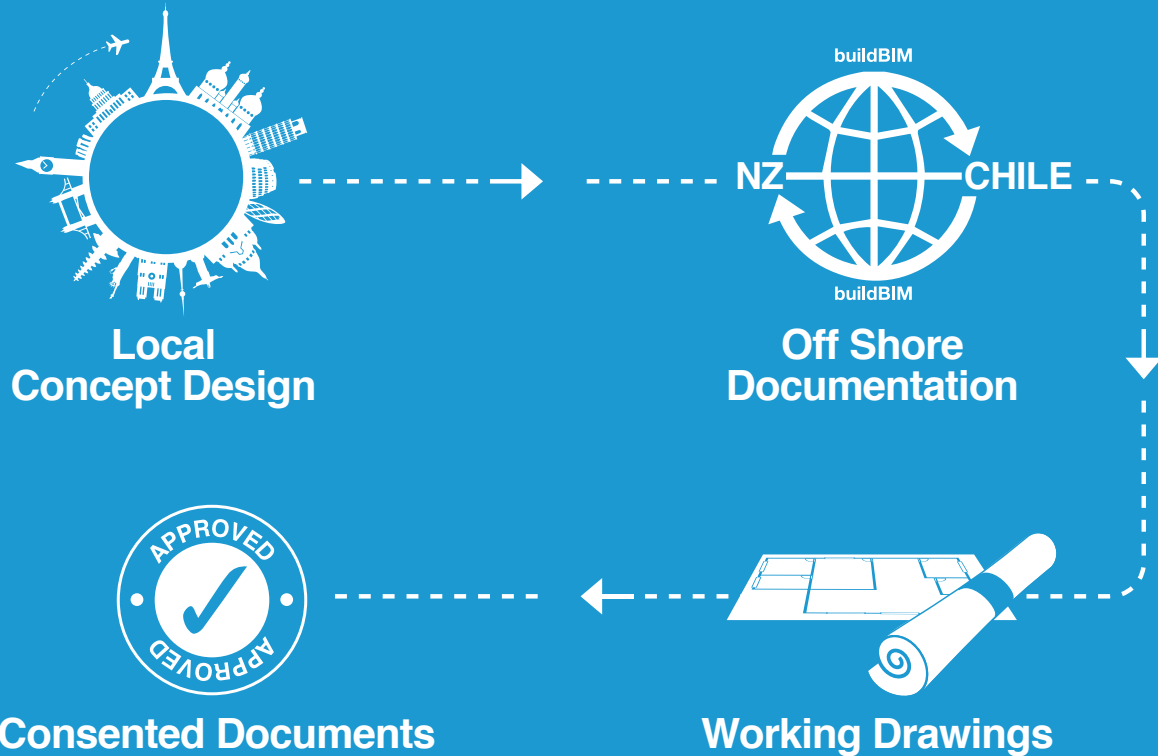 buildBIM
NZ
CHILE
buildBIM
Local
Concept Design
Off Shore
Documentation
APPROVED
APPROVED
Consented Documents
Working Drawings